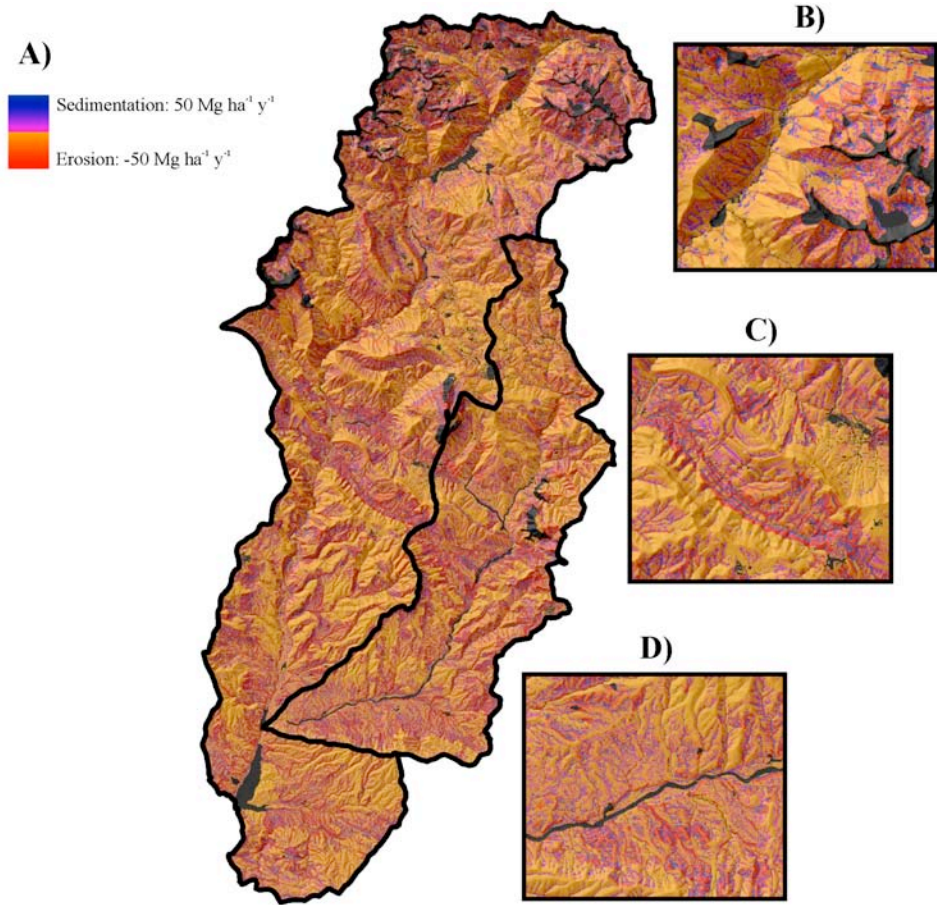 A)
Sedimentation: 50 Mg ha⁻¹ y⁻¹
Erosion: -50 Mg ha⁻¹ y⁻¹
B)
C)
D)